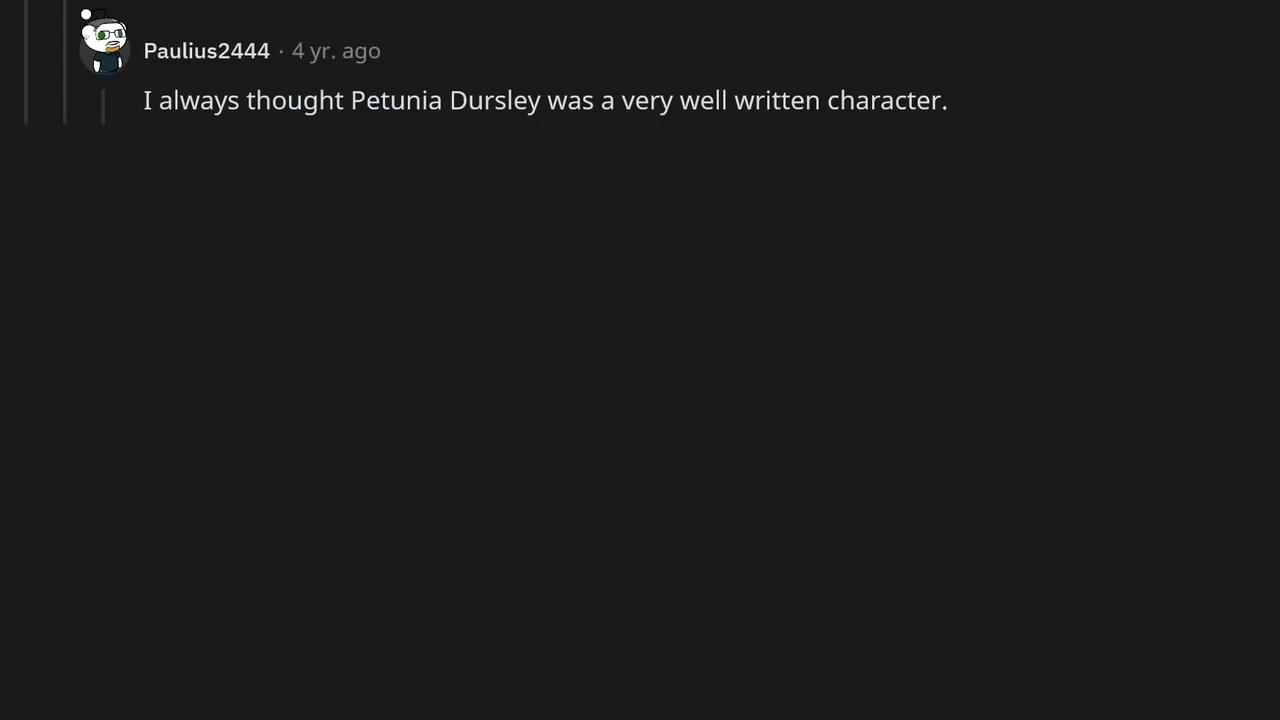 Paulius2444 · 4 yr. ago
I always thought Petunia Dursley was a very well written character.